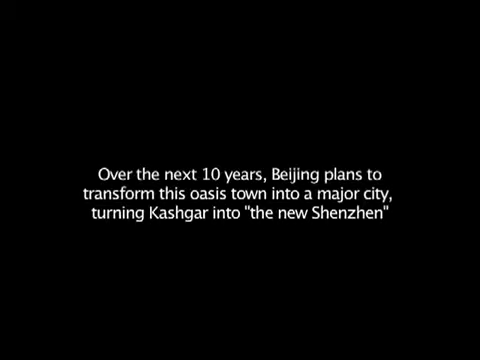 Over the next 10 years, Beijing plans to
transform this oasis town into a major city,
turning Kashgar into "the new Shenzhen"